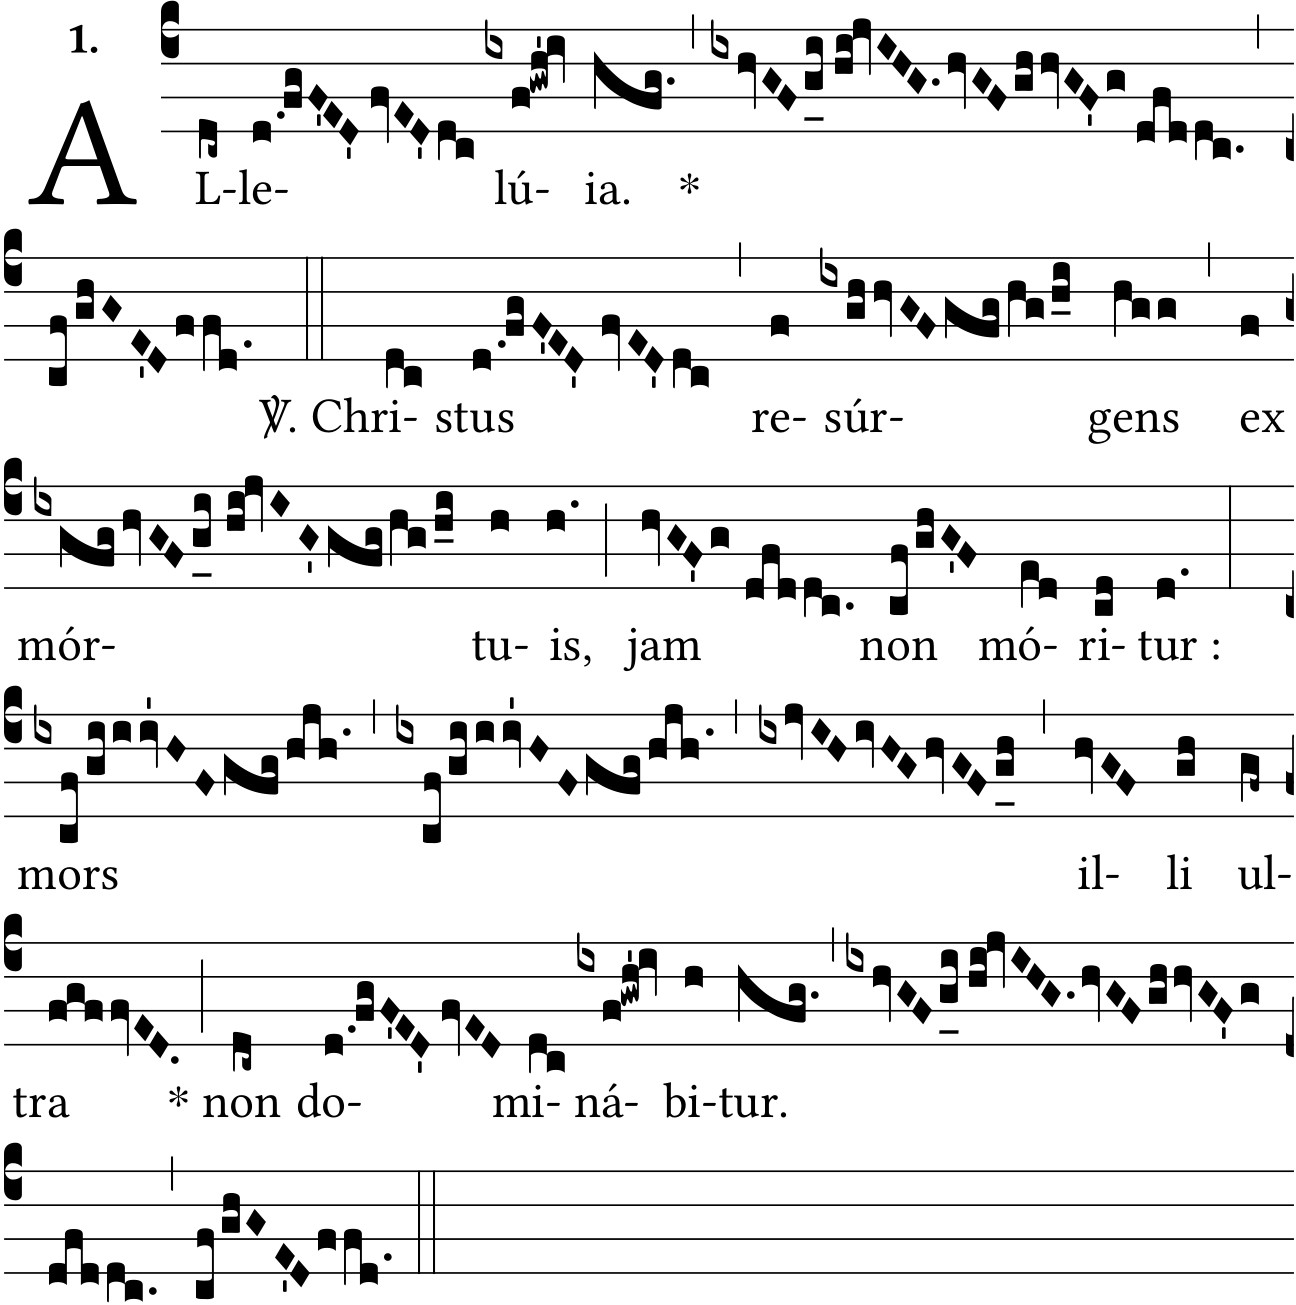 1.
AL-le- lú- ia. *
℣. Chri- stus re- súr- gens ex
mór- tu- is, jam non mó- ri- tur :
mors il- li ul-
tra * non do- mi- ná- bi-tur.